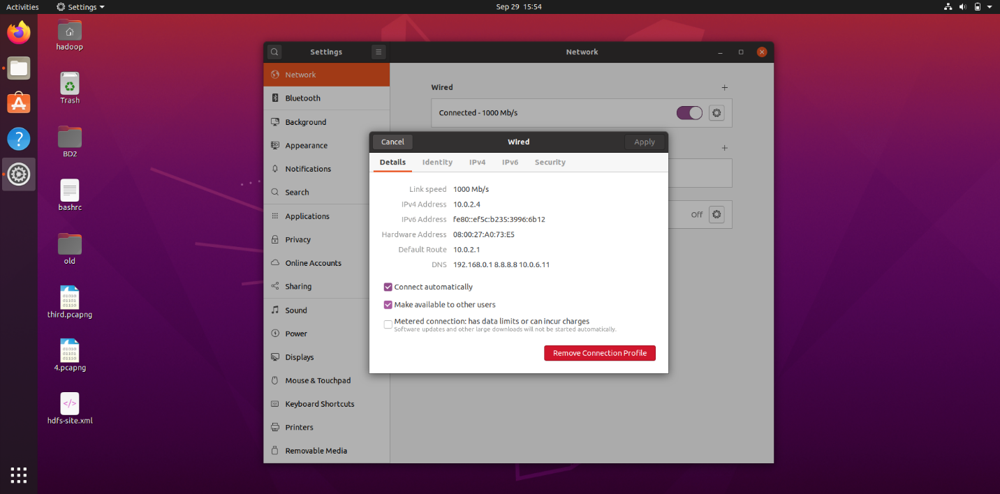 Activities
Settings
Sep 29 15:54
hadoop
Trash
BD2
bashrc
old
third.pcapng
4.pcapng
hdfs-site.xml
Settings
Network
Network
Bluetooth
Background
Appearance
Notifications
Search
Applications
Privacy
Online Accounts
Sharing
Sound
Power
Displays
Mouse & Touchpad
Keyboard Shortcuts
Printers
Removable Media
Wired
Connected - 1000 Mb/s
Off
Cancel
Wired
Apply
Details Identity IPv4 IPv6 Security
Link speed 1000 Mb/s
IPv4 Address 10.0.2.4
IPv6 Address fe80::ef5c:b235:3996:6b12
Hardware Address 08:00:27:A0:73:E5
Default Route 10.0.2.1
DNS 192.168.0.1 8.8.8.8 10.0.6.11
Connect automatically
Make available to other users
Metered connection: has data limits or can incur charges
Software updates and other large downloads will not be started automatically.
Remove Connection Profile